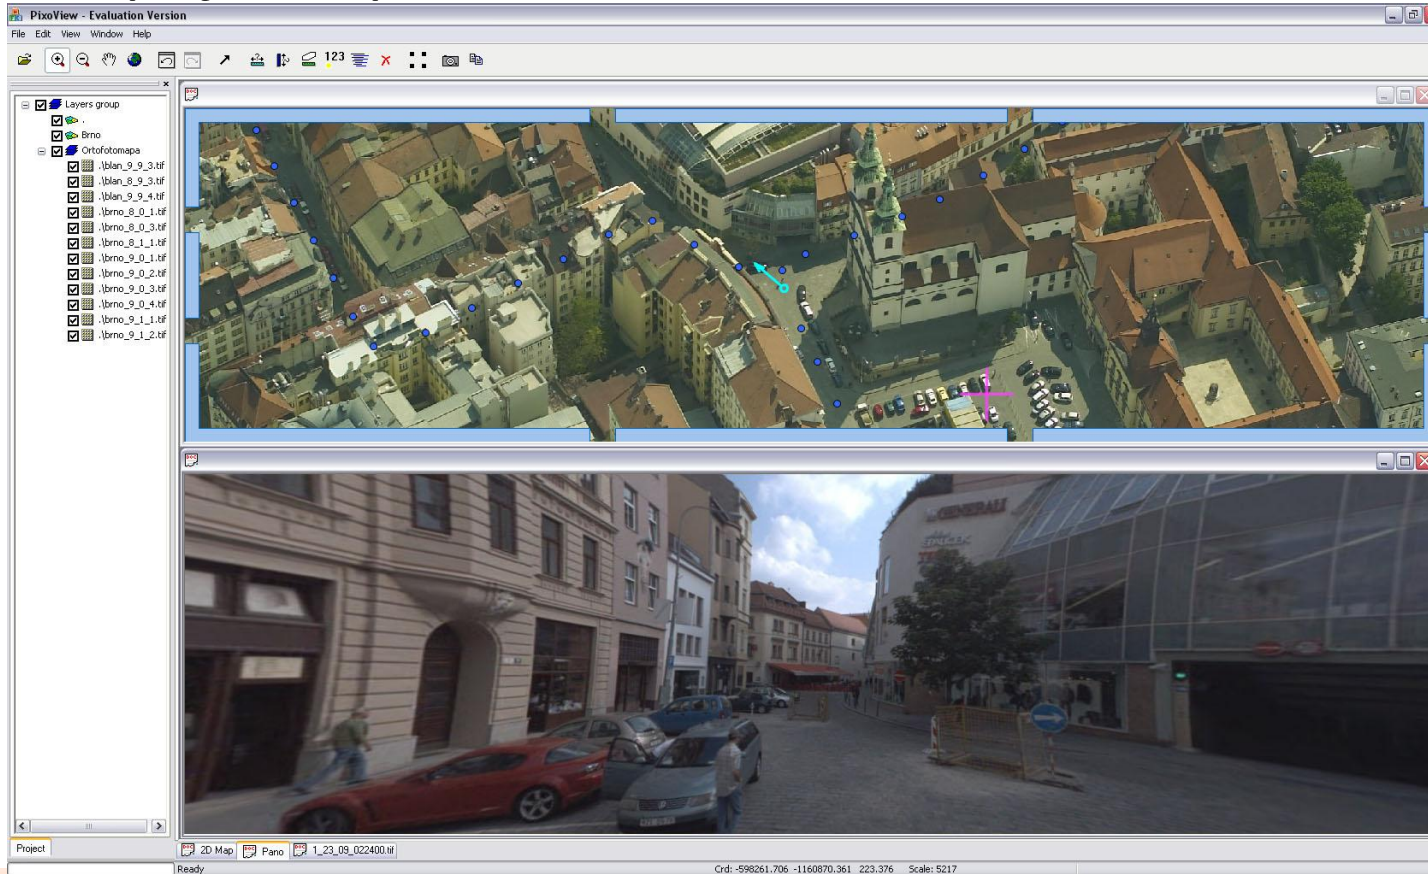 PixoView - Evaluation Version
File Edit View Window Help
123
Layers group
.
Brno
Ortofotomapa
.\blan_9_9_3.tif
.\blan_8_9_3.tif
.\blan_9_9_4.tif
.\brno_8_0_1.tif
.\brno_8_0_3.tif
.\brno_8_1_1.tif
.\brno_9_0_1.tif
.\brno_9_0_2.tif
.\brno_9_0_3.tif
.\brno_9_0_4.tif
.\brno_9_1_1.tif
.\brno_9_1_2.tif
GENERALI
Project
2D Map Pano 1_23_09_022400.tif
Ready Crd: -598261.706 -1160870.361 223.376 Scale: 5217